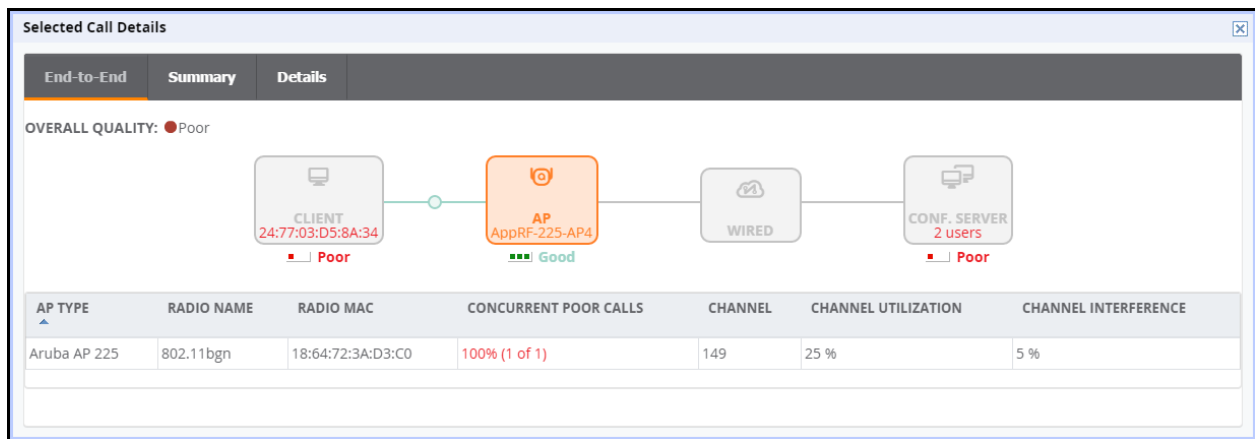 Selected Call Details
End-to-End Summary Details
OVERALL QUALITY: Poor
CLIENT
24:77:03:D5:8A:34
Poor
AP
AppRF-225-AP4
Good
WIRED
CONF. SERVER
2 users
Poor
AP TYPE RADIO NAME RADIO MAC CONCURRENT POOR CALLS CHANNEL CHANNEL UTILIZATION CHANNEL INTERFERENCE
Aruba AP 225 802.11bgn 18:64:72:3A:D3:C0 100% (1 of 1) 149 25 % 5 %